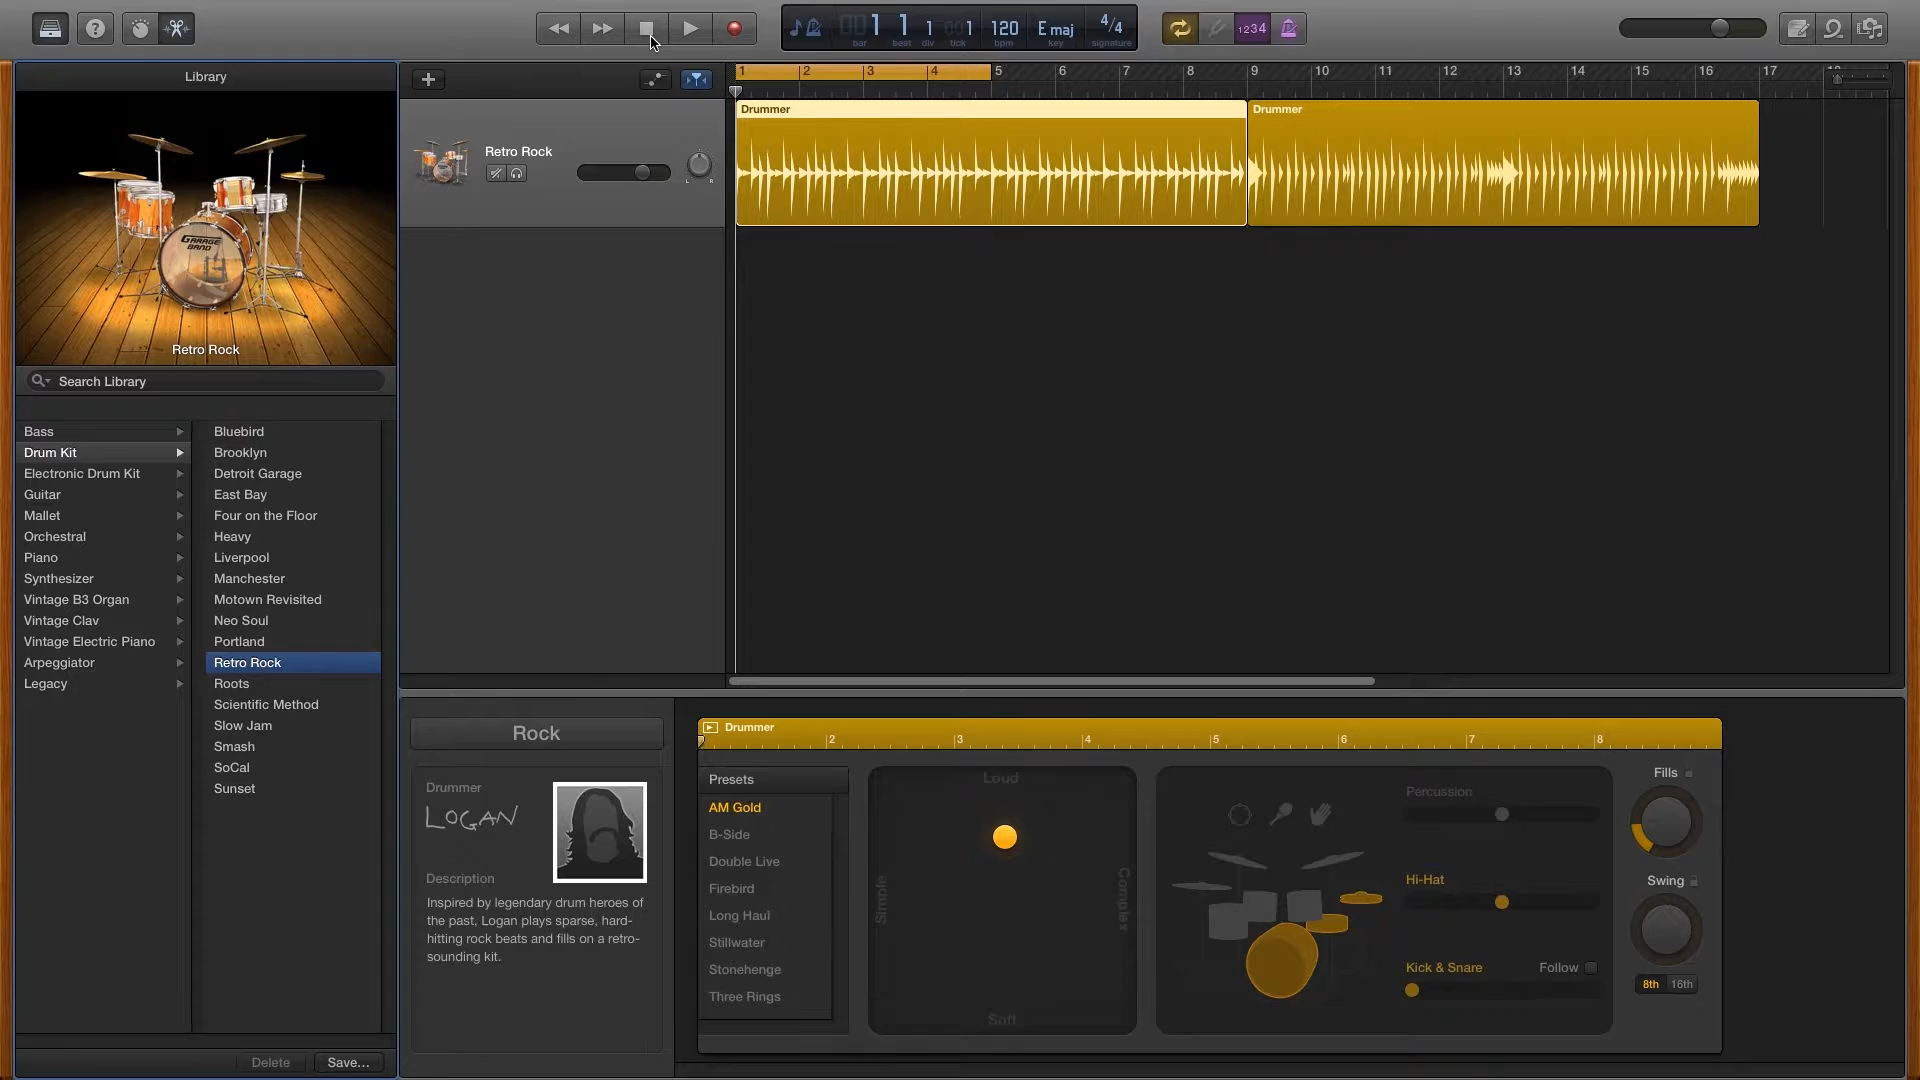 1 1 1 1 120 E maj 4/4
bar beat div tick bpm key signature
1234
Library
1 2 3 4 5 6 7 8 9 10 11 12 13 14 15 16 17
GARAGE
BAND
Retro Rock
Retro Rock
L R
Drummer
Drummer
Search Library
Bass
Drum Kit
Electronic Drum Kit
Guitar
Mallet
Orchestral
Piano
Synthesizer
Vintage B3 Organ
Vintage Clav
Vintage Electric Piano
Arpeggiator
Legacy
Bluebird
Brooklyn
Detroit Garage
East Bay
Four on the Floor
Heavy
Liverpool
Manchester
Motown Revisited
Neo Soul
Portland
Retro Rock
Roots
Scientific Method
Slow Jam
Smash
SoCal
Sunset
Delete
Save...
Rock
Drummer
LOGAN
Description
Inspired by legendary drum heroes of
the past, Logan plays sparse, hard-
hitting rock beats and fills on a retro-
sounding kit.
Drummer
2 3 4 5 6 7 8
Presets
AM Gold
B-Side
Double Live
Firebird
Long Haul
Stillwater
Stonehenge
Three Rings
Loud
Simple
Complex
Soft
Percussion
Hi-Hat
Kick & Snare
Follow
Fills
Swing
8th 16th